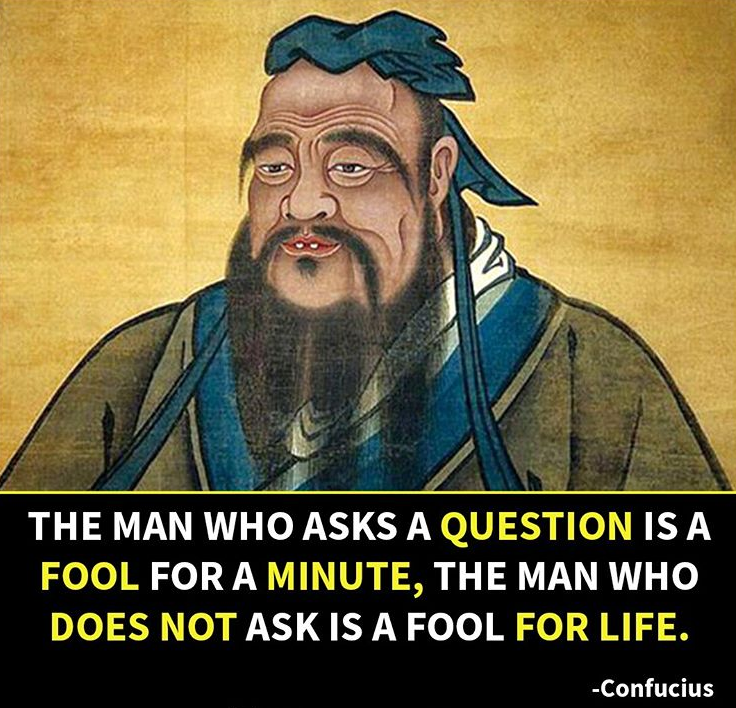 THE MAN WHO ASKS A QUESTION IS A
FOOL FOR A MINUTE, THE MAN WHO
DOES NOT ASK IS A FOOL FOR LIFE.
-Confucius